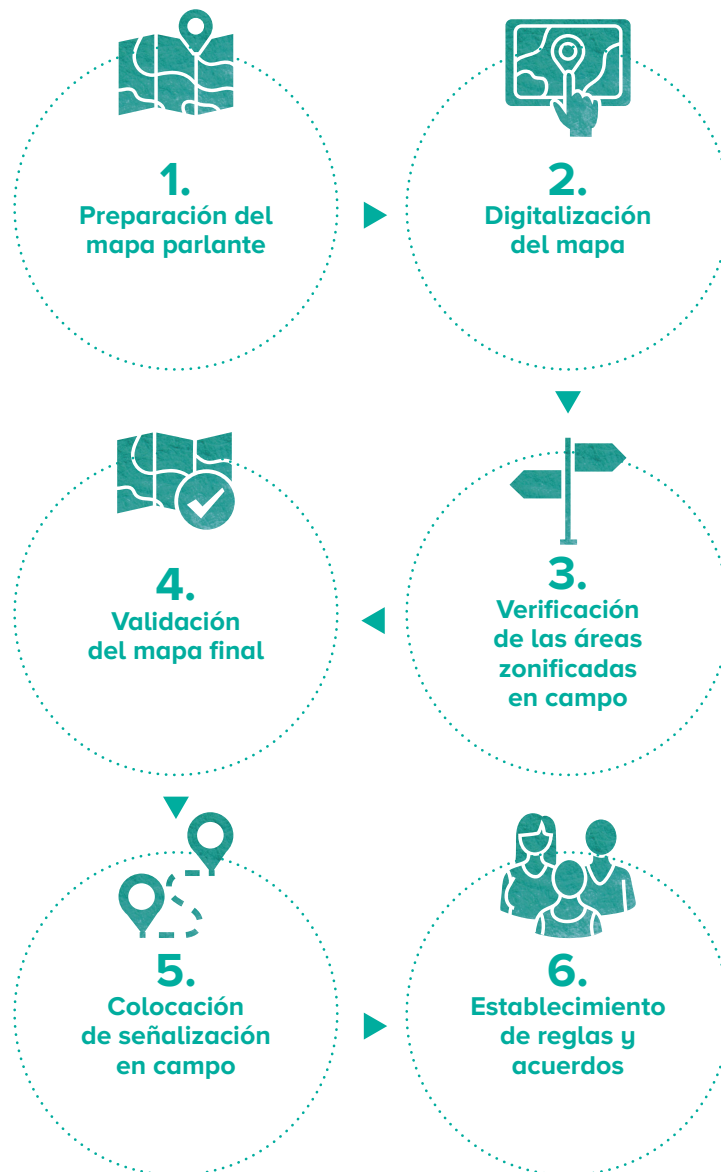 1.
Preparación del
mapa parlante
2.
Digitalización
del mapa
3.
Verificación
de las áreas
zonificadas
en campo
4.
Validación
del mapa final
5.
Colocación
de señalización
en campo
6.
Establecimiento
de reglas y
acuerdos